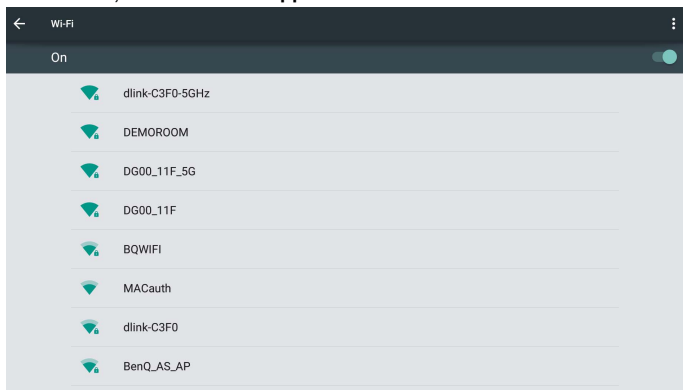 Wi-Fi
On
dlink-C3F0-5GHz
DEMOROOM
DG00_11F_5G
DG00_11F
BQWIFI
MACauth
dlink-C3F0
BenQ_AS_AP